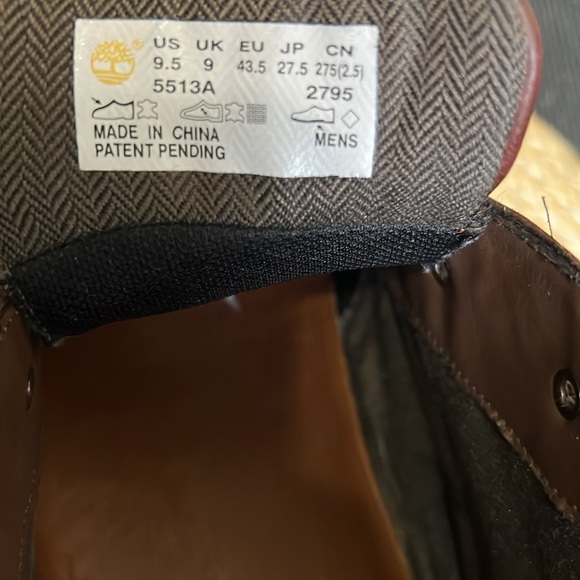 US UK EU JP CN
9.5 9 43.5 27.5 275(2.5)
5513A 2795
MADE IN CHINA
PATENT PENDING MENS